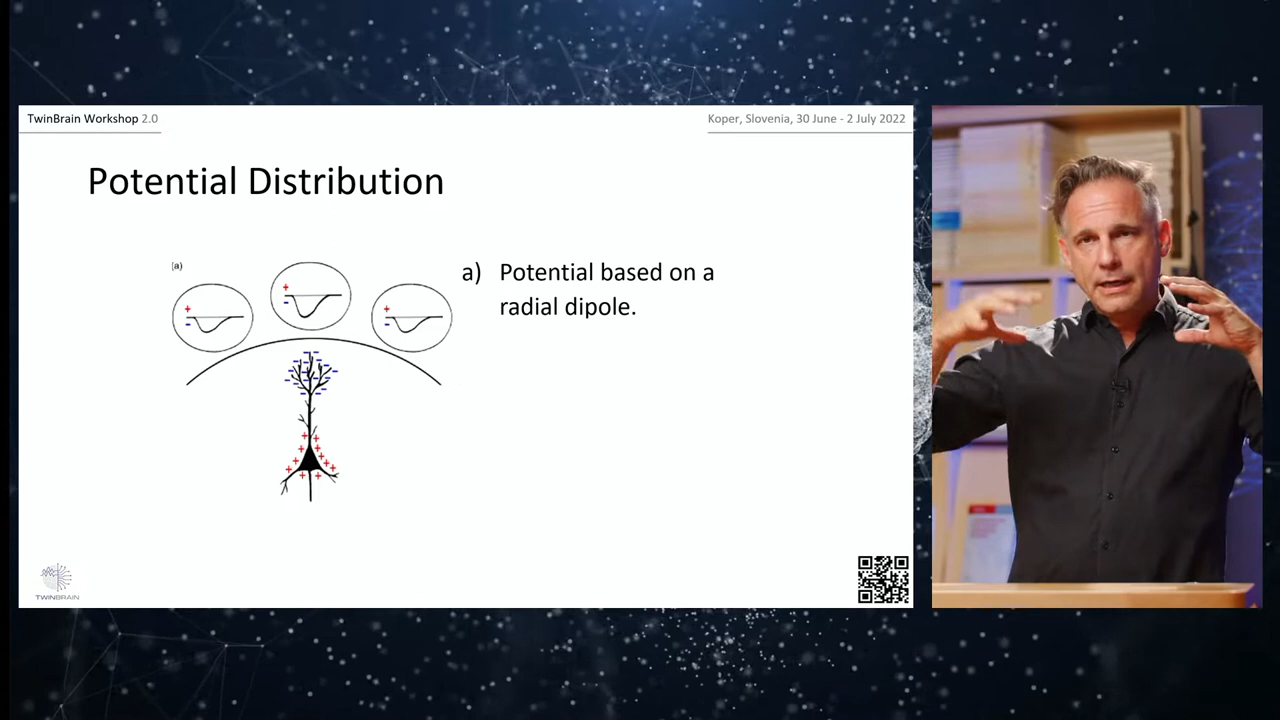 TwinBrain Workshop 2.0
Koper, Slovenia, 30 June - 2 July 2022
Potential Distribution
(a)
a) Potential based on a
radial dipole.
TWINBRAIN